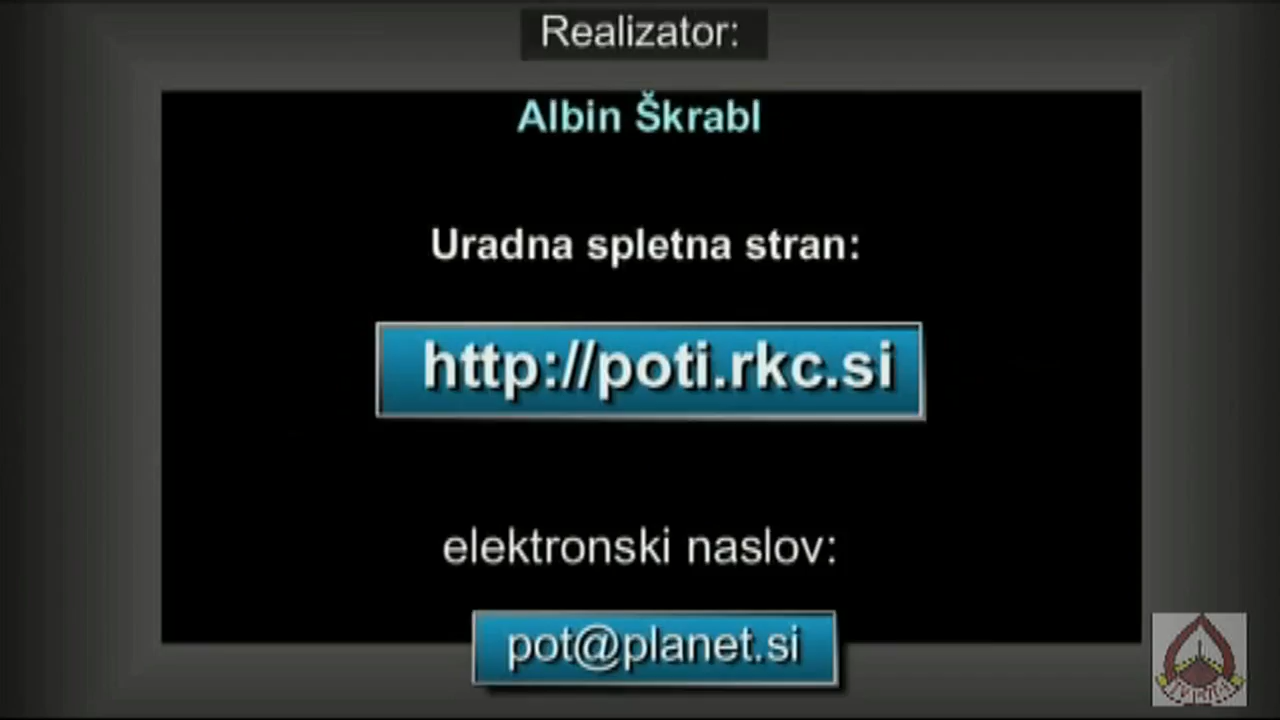 Realizator:
Albin Škrabl
Uradna spletna stran:
http://poti.rkc.si
elektronski naslov:
pot@planet.si